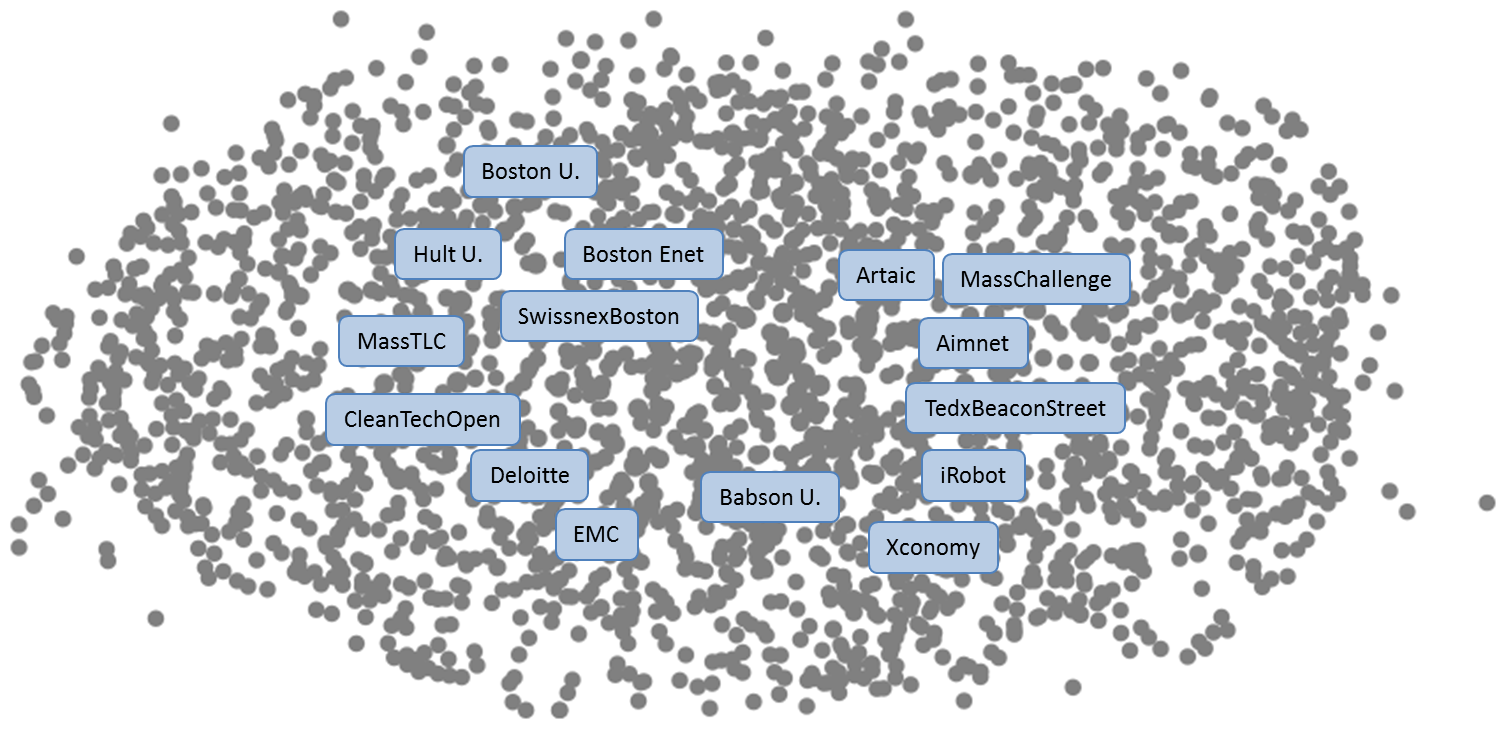 Boston U.
Hult U.
Boston Enet
Artaic
MassChallenge
SwissnexBoston
MassTLC
Aimnet
CleanTechOpen
TedxBeaconStreet
Deloitte
iRobot
Babson U.
EMC
Xconomy